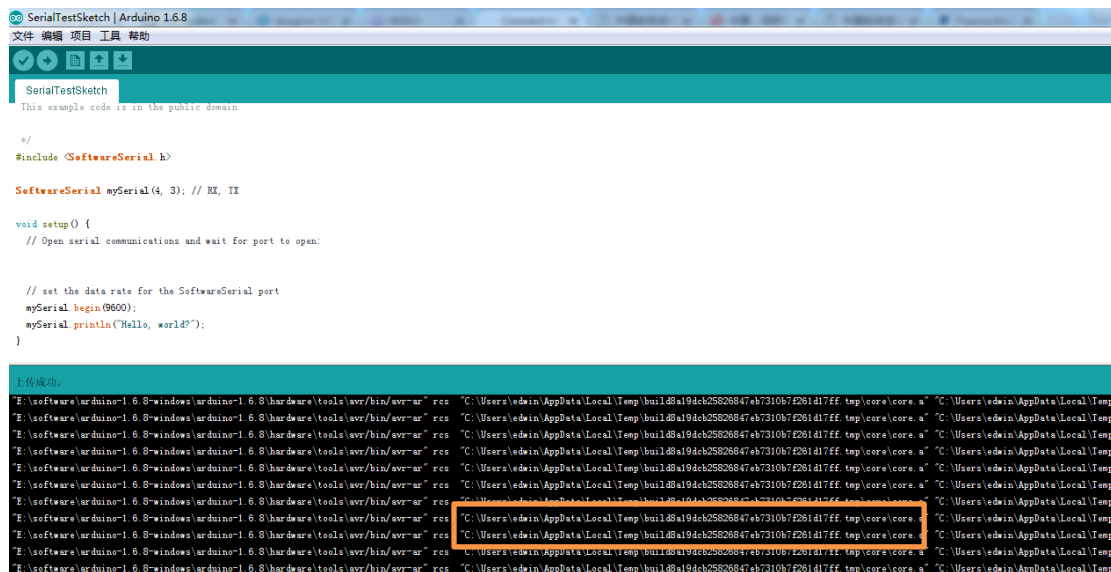 SerialTestSketch | Arduino 1.6.8
文件 编辑 项目 工具 帮助
SerialTestSketch
This example code is in the public domain.
*/
#include <SoftwareSerial.h>
SoftwareSerial mySerial(4, 3); // RX, TX
void setup() {
// Open serial communications and wait for port to open:
// set the data rate for the SoftwareSerial port
mySerial.begin(9600);
mySerial.println("Hello, world?");
}
上传成功。
"E:\software\arduino-1.6.8-windows\arduino-1.6.8\hardware\tools\avr/bin/avr-ar" rcs "C:\Users\edwin\AppData\Local\Temp\build8a19dcb25826847eb7310b7f261d17ff.tmp\core\core.a" "C:\Users\edwin\AppData\Local\Temp
"E:\software\arduino-1.6.8-windows\arduino-1.6.8\hardware\tools\avr/bin/avr-ar" rcs "C:\Users\edwin\AppData\Local\Temp\build8a19dcb25826847eb7310b7f261d17ff.tmp\core\core.a" "C:\Users\edwin\AppData\Local\Temp
"E:\software\arduino-1.6.8-windows\arduino-1.6.8\hardware\tools\avr/bin/avr-ar" rcs "C:\Users\edwin\AppData\Local\Temp\build8a19dcb25826847eb7310b7f261d17ff.tmp\core\core.a" "C:\Users\edwin\AppData\Local\Temp
"E:\software\arduino-1.6.8-windows\arduino-1.6.8\hardware\tools\avr/bin/avr-ar" rcs "C:\Users\edwin\AppData\Local\Temp\build8a19dcb25826847eb7310b7f261d17ff.tmp\core\core.a" "C:\Users\edwin\AppData\Local\Temp
"E:\software\arduino-1.6.8-windows\arduino-1.6.8\hardware\tools\avr/bin/avr-ar" rcs "C:\Users\edwin\AppData\Local\Temp\build8a19dcb25826847eb7310b7f261d17ff.tmp\core\core.a" "C:\Users\edwin\AppData\Local\Temp
"E:\software\arduino-1.6.8-windows\arduino-1.6.8\hardware\tools\avr/bin/avr-ar" rcs "C:\Users\edwin\AppData\Local\Temp\build8a19dcb25826847eb7310b7f261d17ff.tmp\core\core.a" "C:\Users\edwin\AppData\Local\Temp
"E:\software\arduino-1.6.8-windows\arduino-1.6.8\hardware\tools\avr/bin/avr-ar" rcs "C:\Users\edwin\AppData\Local\Temp\build8a19dcb25826847eb7310b7f261d17ff.tmp\core\core.a" "C:\Users\edwin\AppData\Local\Temp
"E:\software\arduino-1.6.8-windows\arduino-1.6.8\hardware\tools\avr/bin/avr-ar" rcs "C:\Users\edwin\AppData\Local\Temp\build8a19dcb25826847eb7310b7f261d17ff.tmp\core\core. "C:\Users\edwin\AppData\Local\Temp
"E:\software\arduino-1.6.8-windows\arduino-1.6.8\hardware\tools\avr/bin/avr-ar" rcs "C:\Users\edwin\AppData\Local\Temp\build8a19dcb25826847eb7310b7f261d17ff.tmp\core\core. "C:\Users\edwin\AppData\Local\Temp
"E:\software\arduino-1.6.8-windows\arduino-1.6.8\hardware\tools\avr/bin/avr-ar" rcs "C:\Users\edwin\AppData\Local\Temp\build8a19dcb25826847eb7310b7f261d17ff.tmp\core\core.a" "C:\Users\edwin\AppData\Local\Temp
"E:\software\arduino-1.6.8-windows\arduino-1.6.8\hardware\tools\avr/bin/avr-ar" rcs "C:\Users\edwin\AppData\Local\Temp\build8a19dcb25826847eb7310b7f261d17ff.tmp\core\core.a" "C:\Users\edwin\AppData\Local\Temp